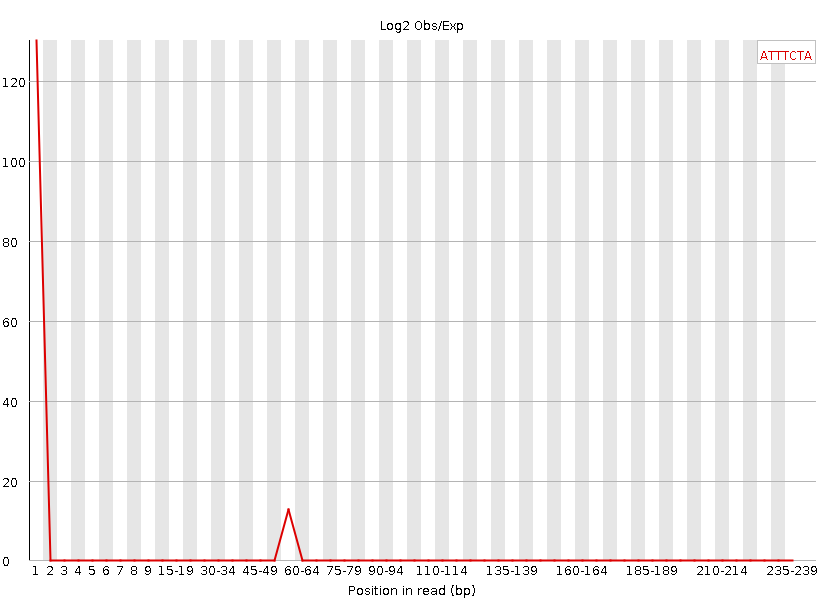 Log2 Obs/Exp
ATTTCTA
120
100
80
60
40
20
0
1 2 3 4 5 6 7 8 9 15-19 30-34 45-49 60-64 75-79 90-94 110-114 135-139 160-164 185-189 210-214 235-239
Position in read (bp)